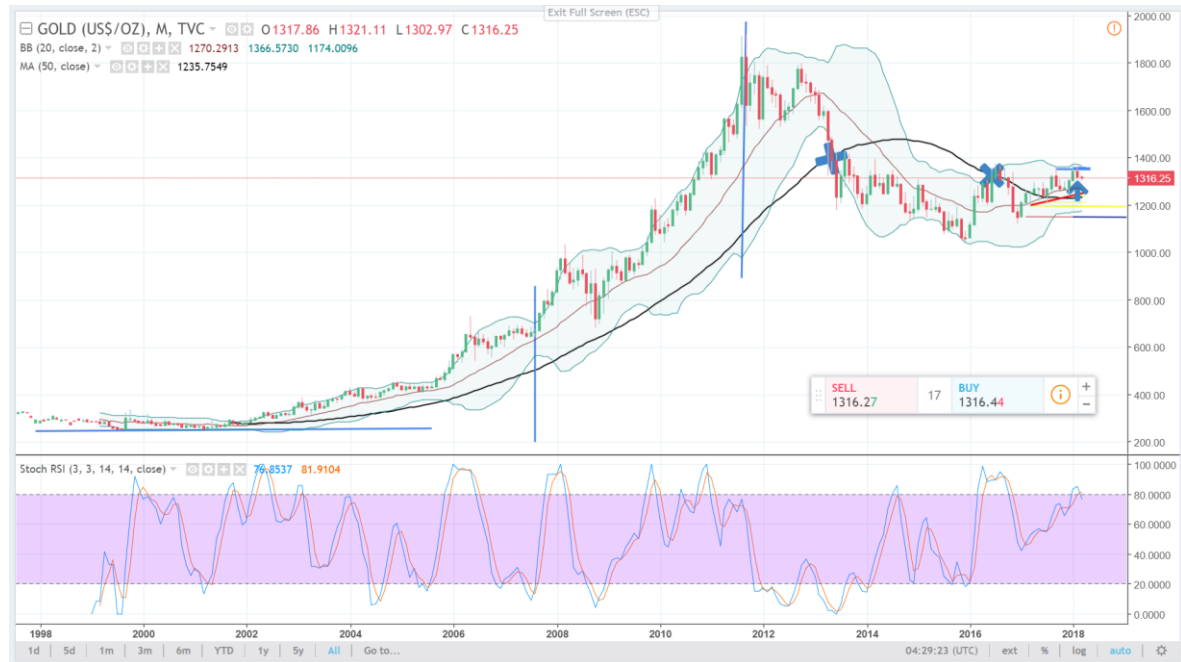 Exit Full Screen (ESC)
GOLD (US$/OZ), M, TVC O1317.86 H1321.11 L1302.97 C1316.25
BB (20, close, 2) 1270.2913 1366.5730 1174.0096
MA (50, close) 1235.7549
2000.00
1800.00
1600.00
1400.00
1316.25
1200.00
1000.00
800.00
600.00
400.00
200.00
SELL
1316.27
17
BUY
1316.44
Stoch RSI (3, 3, 14, 14, close) 76.8537 81.9104
100.0000
80.0000
60.0000
40.0000
20.0000
0.0000
1998 2000 2002 2004 2006 2008 2010 2012 2014 2016 2018
1d 5d 1m 3m 6m YTD 1y 5y All Go to... 04:29:23 (UTC) ext % log auto